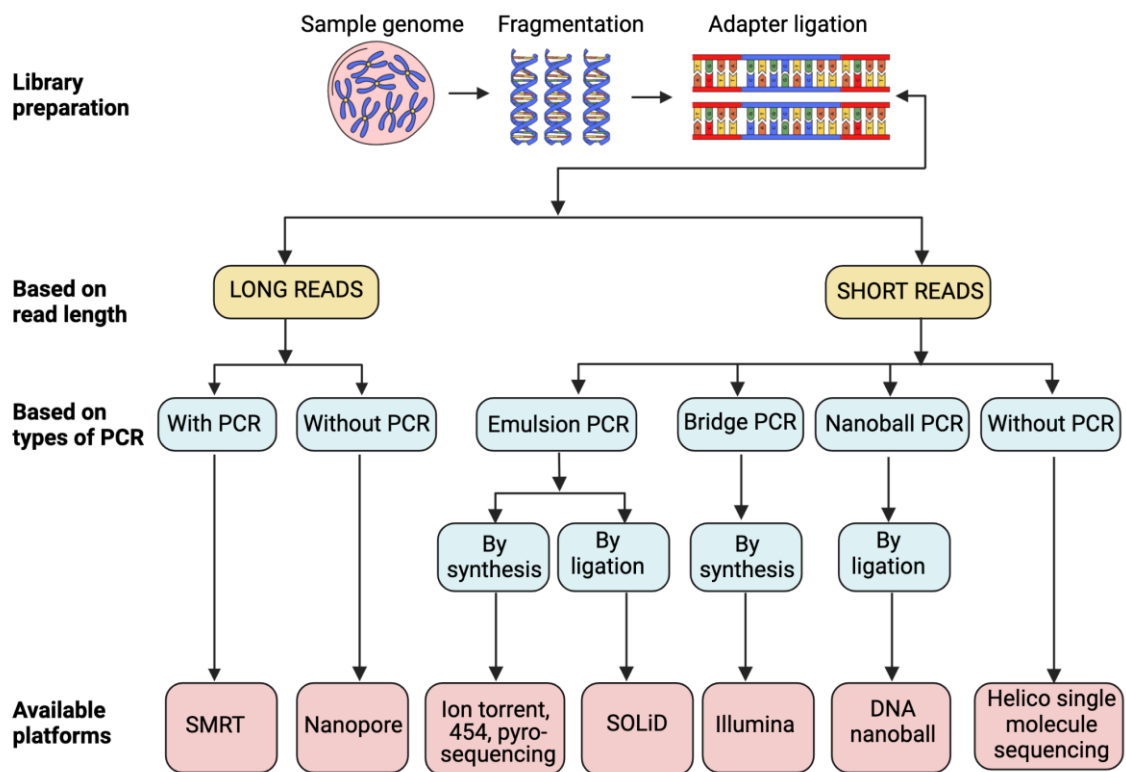 Sample genome
Fragmentation
Adapter ligation
Library
preparation
Based on
read length
LONG READS
SHORT READS
Based on
types of PCR
With PCR
Without PCR
Emulsion PCR
Bridge PCR
Nanoball PCR
Without PCR
By
synthesis
By
ligation
By
synthesis
By
ligation
Available
platforms
SMRT
Nanopore
Ion torrent,
454, pyro-
sequencing
SOLiD
Illumina
DNA
nanoball
Helico single
molecule
sequencing